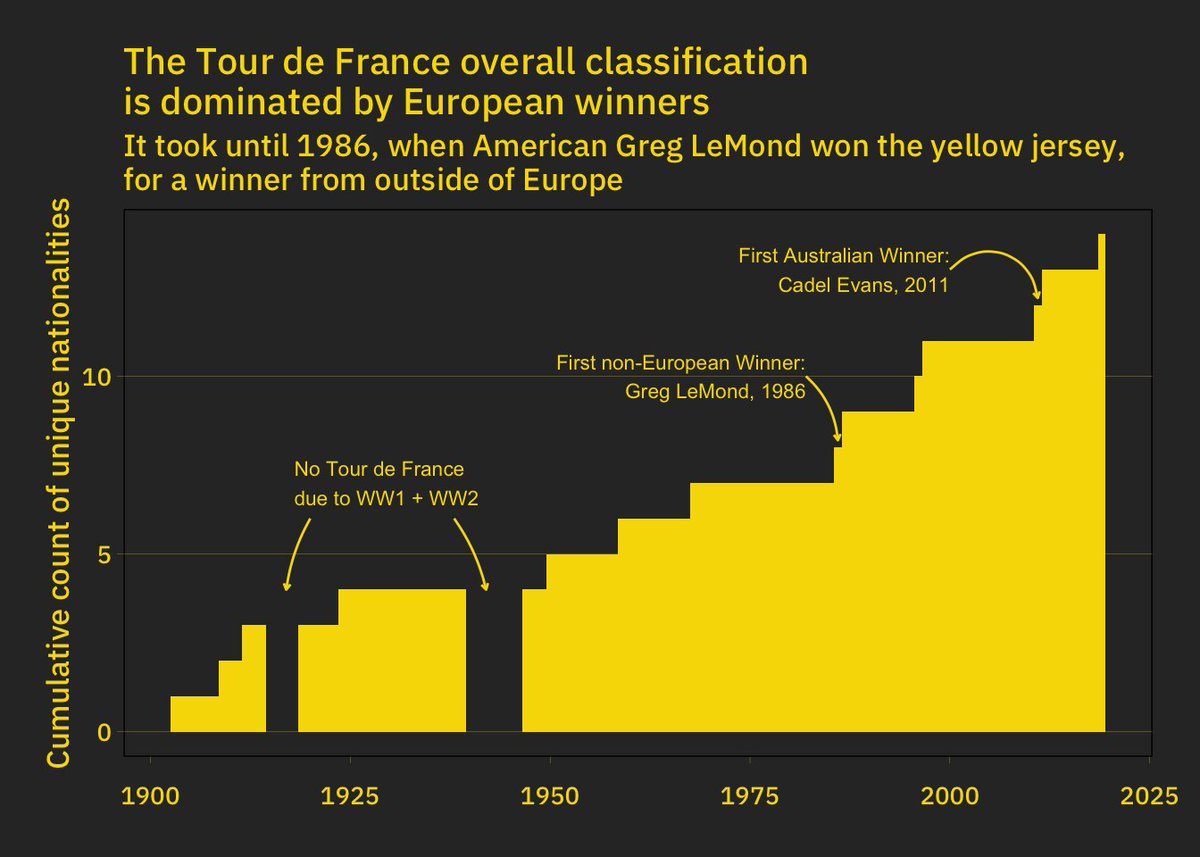 The Tour de France overall classification
is dominated by European winners
It took until 1986, when American Greg LeMond won the yellow jersey,
for a winner from outside of Europe
Cumulative count of unique nationalities
First Australian Winner:
Cadel Evans, 2011
First non-European Winner:
Greg LeMond, 1986
No Tour de France
due to WW1 + WW2
10
5
0
1900 1925 1950 1975 2000 2025